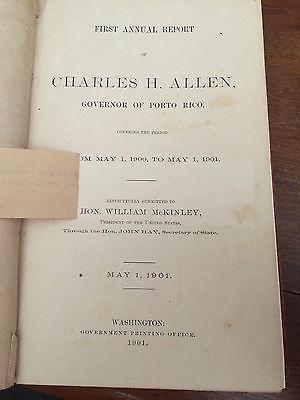 FIRST ANNUAL REPORT
OF
CHARLES H. ALLEN,
GOVERNOR OF PORTO RICO,
COVERING THE PERIOD
FROM MAY 1, 1900, TO MAY 1, 1901.
RESPECTFULLY SUBMITTED TO
HON. WILLIAM McKINLEY,
PRESIDENT OF THE UNITED STATES,
Through the Hon. JOHN HAY, Secretary of State.
MAY 1, 1901.
WASHINGTON:
GOVERNMENT PRINTING OFFICE.
1901.